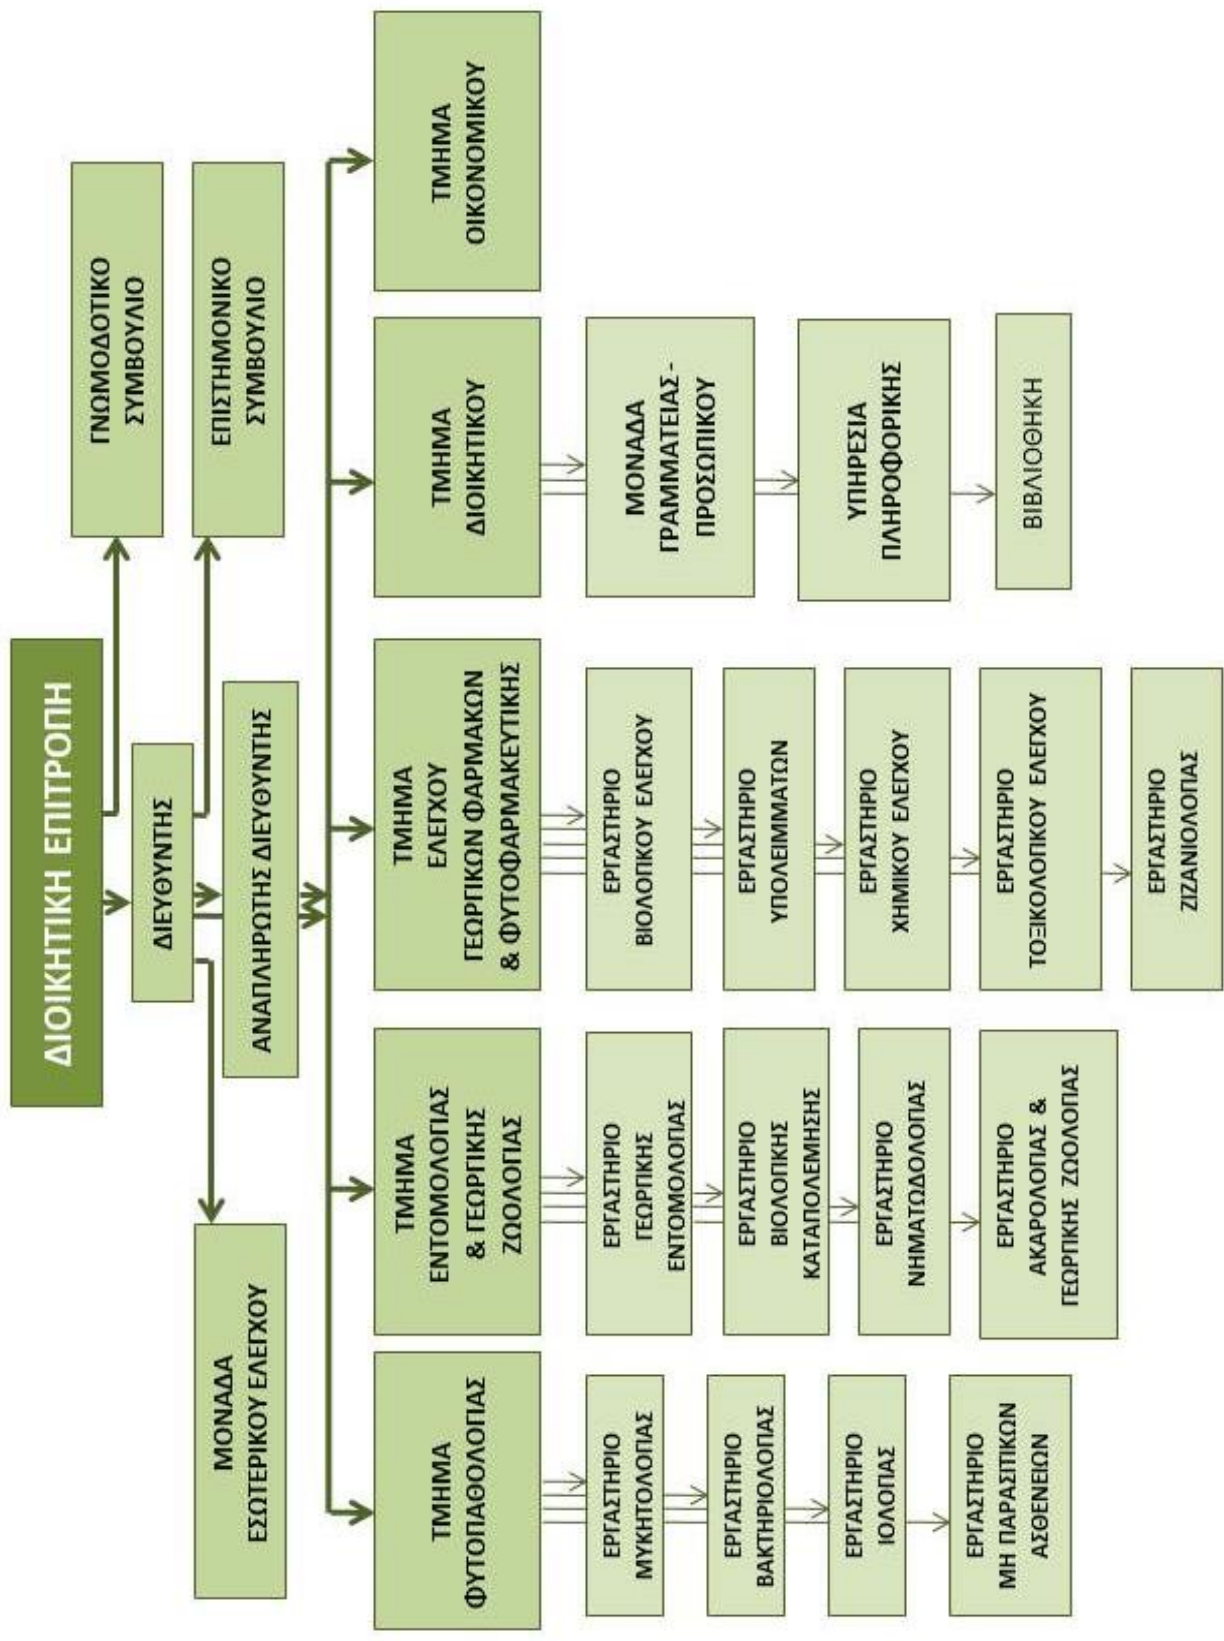 ΔΙΟΙΚΗΤΙΚΗ ΕΠΙΤΡΟΠΗ
ΓΝΩΜΟΔΟΤΙΚΟ
ΣΥΜΒΟΥΛΙΟ
ΔΙΕΥΘΥΝΤΗΣ
ΕΠΙΣΤΗΜΟΝΙΚΟ
ΣΥΜΒΟΥΛΙΟ
ΜΟΝΑΔΑ
ΕΣΩΤΕΡΙΚΟΥ ΕΛΕΓΧΟΥ
ΑΝΑΠΛΗΡΩΤΗΣ ΔΙΕΥΘΥΝΤΗΣ
ΤΜΗΜΑ
ΦΥΤΟΠΑΘΟΛΟΓΙΑΣ
ΕΡΓΑΣΤΗΡΙΟ
ΜΥΚΗΤΟΛΟΓΙΑΣ
ΕΡΓΑΣΤΗΡΙΟ
ΒΑΚΤΗΡΙΟΛΟΓΙΑΣ
ΕΡΓΑΣΤΗΡΙΟ
ΙΟΛΟΓΙΑΣ
ΕΡΓΑΣΤΗΡΙΟ
ΜΗ ΠΑΡΑΣΙΤΙΚΩΝ
ΑΣΘΕΝΕΙΩΝ
ΤΜΗΜΑ
ΕΝΤΟΜΟΛΟΓΙΑΣ
& ΓΕΩΡΓΙΚΗΣ
ΖΩΟΛΟΓΙΑΣ
ΕΡΓΑΣΤΗΡΙΟ
ΓΕΩΡΓΙΚΗΣ
ΕΝΤΟΜΟΛΟΓΙΑΣ
ΕΡΓΑΣΤΗΡΙΟ
ΒΙΟΛΟΓΙΚΗΣ
ΚΑΤΑΠΟΛΕΜΗΣΗΣ
ΕΡΓΑΣΤΗΡΙΟ
ΝΗΜΑΤΩΔΟΛΟΓΙΑΣ
ΕΡΓΑΣΤΗΡΙΟ
ΑΚΑΡΟΛΟΓΙΑΣ &
ΓΕΩΡΓΙΚΗΣ ΖΩΟΛΟΓΙΑΣ
ΤΜΗΜΑ
ΕΛΕΓΧΟΥ
ΓΕΩΡΓΙΚΩΝ ΦΑΡΜΑΚΩΝ
& ΦΥΤΟΦΑΡΜΑΚΕΥΤΙΚΗΣ
ΕΡΓΑΣΤΗΡΙΟ
ΒΙΟΛΟΓΙΚΟΥ ΕΛΕΓΧΟΥ
ΕΡΓΑΣΤΗΡΙΟ
ΥΠΟΛΕΙΜΜΑΤΩΝ
ΕΡΓΑΣΤΗΡΙΟ
ΧΗΜΙΚΟΥ ΕΛΕΓΧΟΥ
ΕΡΓΑΣΤΗΡΙΟ
ΤΟΞΙΚΟΛΟΓΙΚΟΥ ΕΛΕΓΧΟΥ
ΕΡΓΑΣΤΗΡΙΟ
ΖΙΖΑΝΙΟΛΟΓΙΑΣ
ΤΜΗΜΑ
ΔΙΟΙΚΗΤΙΚΟΥ
ΜΟΝΑΔΑ
ΓΡΑΜΜΑΤΕΙΑΣ-
ΠΡΟΣΩΠΙΚΟΥ
ΥΠΗΡΕΣΙΑ
ΠΛΗΡΟΦΟΡΙΚΗΣ
ΒΙΒΛΙΟΘΗΚΗ
ΤΜΗΜΑ
ΟΙΚΟΝΟΜΙΚΟΥ